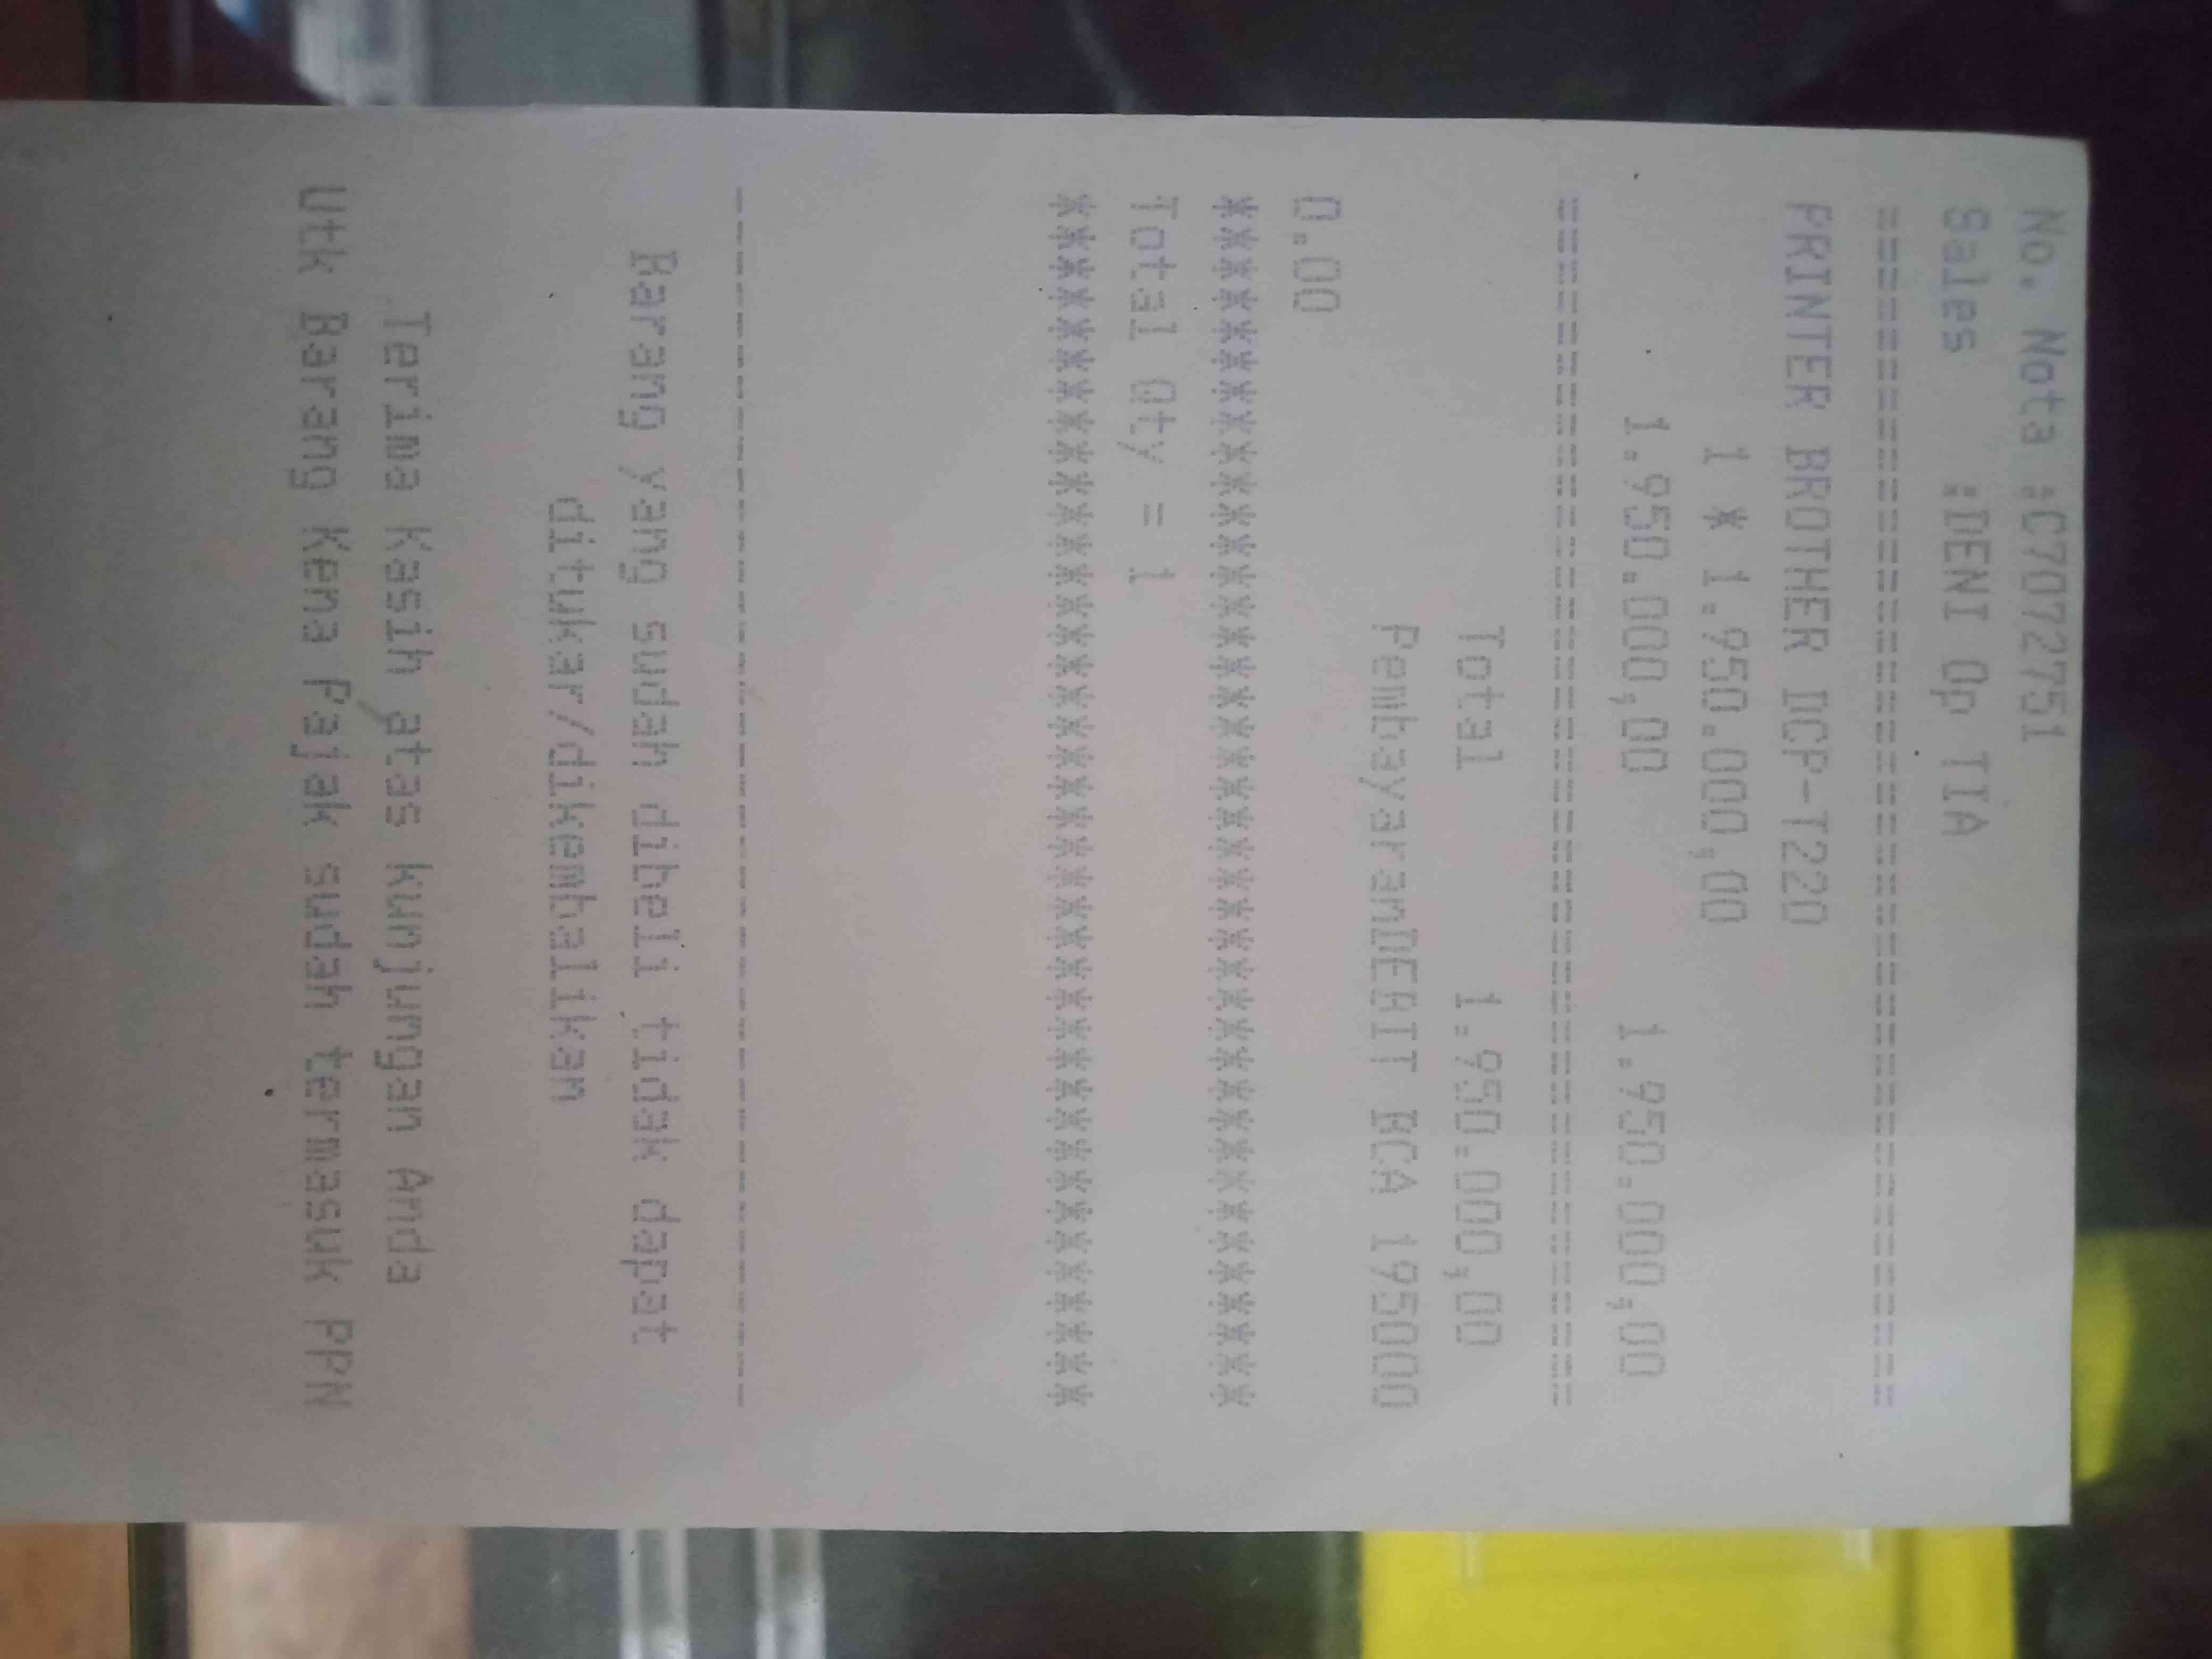 No. Nota :C7072751
Sales :DENI Op TIA
========================================
PRINTER BROTHER DCP-T220
1 * 1.950.000,00
1.950.000,00 1.950.000,00
========================================
Total 1.950.000,00
PembayaranDEBIT BCA 195000
0.00
****************************************
Total Qty = 1
****************************************
----------------------------------------
Barang yang sudah dibeli tidak dapat
ditukar/dikembalikan
Terima Kasih atas kunjungan Anda
Utk Barang Kena Pajak sudah termasuk PPN